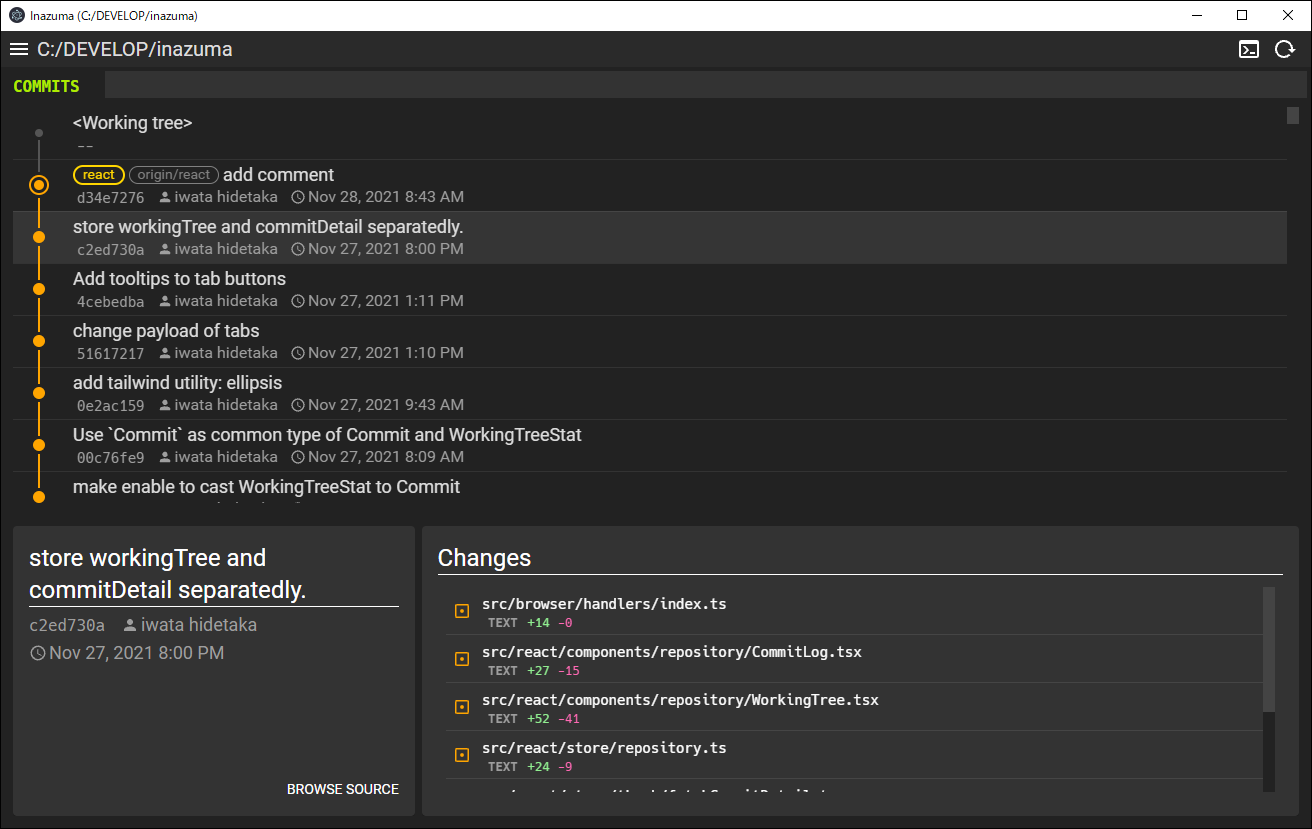 Inazuma (C:/DEVELOP/inazuma)
C:/DEVELOP/inazuma
COMMITS
<Working tree>
--
react origin/react add comment
d34e7276 iwata hidetaka Nov 28, 2021 8:43 AM
store workingTree and commitDetail separatedly.
c2ed730a iwata hidetaka Nov 27, 2021 8:00 PM
Add tooltips to tab buttons
4cebedba iwata hidetaka Nov 27, 2021 1:11 PM
change payload of tabs
51617217 iwata hidetaka Nov 27, 2021 1:10 PM
add tailwind utility: ellipsis
0e2ac159 iwata hidetaka Nov 27, 2021 9:43 AM
Use `Commit` as common type of Commit and WorkingTreeStat
00c76fe9 iwata hidetaka Nov 27, 2021 8:09 AM
make enable to cast WorkingTreeStat to Commit
store workingTree and
commitDetail separatedly.
c2ed730a iwata hidetaka
Nov 27, 2021 8:00 PM
BROWSE SOURCE
Changes
src/browser/handlers/index.ts
TEXT +14 -0
src/react/components/repository/CommitLog.tsx
TEXT +27 -15
src/react/components/repository/WorkingTree.tsx
TEXT +52 -41
src/react/store/repository.ts
TEXT +24 -9